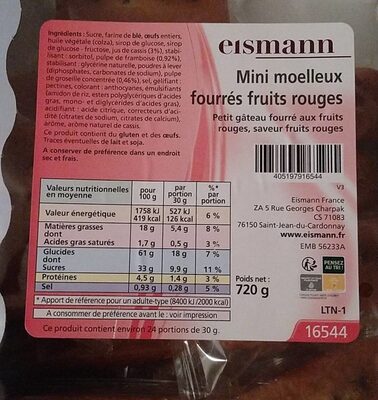 Ingrédients : Sucre, farine de blé, œufs entiers,
huile végétale (colza), sirop de glucose, sirop de
glucose - fructose, jus de cassis (3%), stabili-
sant : sorbitol, pulpe de framboise (0,92%),
stabilisant : glycerine naturelle, poudres à lever
(diphosphates, carbonates de sodium), pulpe
de groseille concentrée (0,46%), sel, gélifiant :
pectines, colorant : anthocyanes, émulsifiants
(amidon de riz, esters polyglycériques d'acides
gras, mono- et diglycérides d'acides gras),
acidifiant : acide citrique, correcteurs d'aci-
dité (citrates de sodium, citrates de calcium),
arôme, arôme naturel de cassis.
Ce produit contient du gluten et des œufs.
Traces éventuelles de lait et soja.
A conserver de préférence dans un endroit
sec et frais.
eismann
Mini moelleux
fourrés fruits rouges
Petit gâteau fourré aux fruits
rouges, saveur fruits rouges
405197916544
V3
Eismann France
ZA 5 Rue Georges Charpak
CS 71083
76150 Saint-Jean-du-Cardonnay
www.eismann.fr
EMB 56233A
Valeurs nutritionnelles en moyenne pour 100 g par portion 30 g %* par portion
Valeur énergétique 1758 kJ 419 kcal 527 kJ 126 kcal 6 %
Matières grasses 18 g 5,4 g 8 %
dont
Acides gras saturés 1,7 g 0,5 g 3 %
Glucides 61 g 18 g 7 %
dont
Sucres 33 g 9,9 g 11 %
Protéines 4,5 g 1,4 g 3 %
Sel 0,93 g 0,28 g 5 %
* Apport de référence pour un adulte-type (8400 kJ/2000 kcal)
A consommer de préférence avant le : voir impression
Ce produit contient environ 24 portions de 30 g.
PENSEZ
AU TRI !
Poids net :
720 g
LTN-1
16544